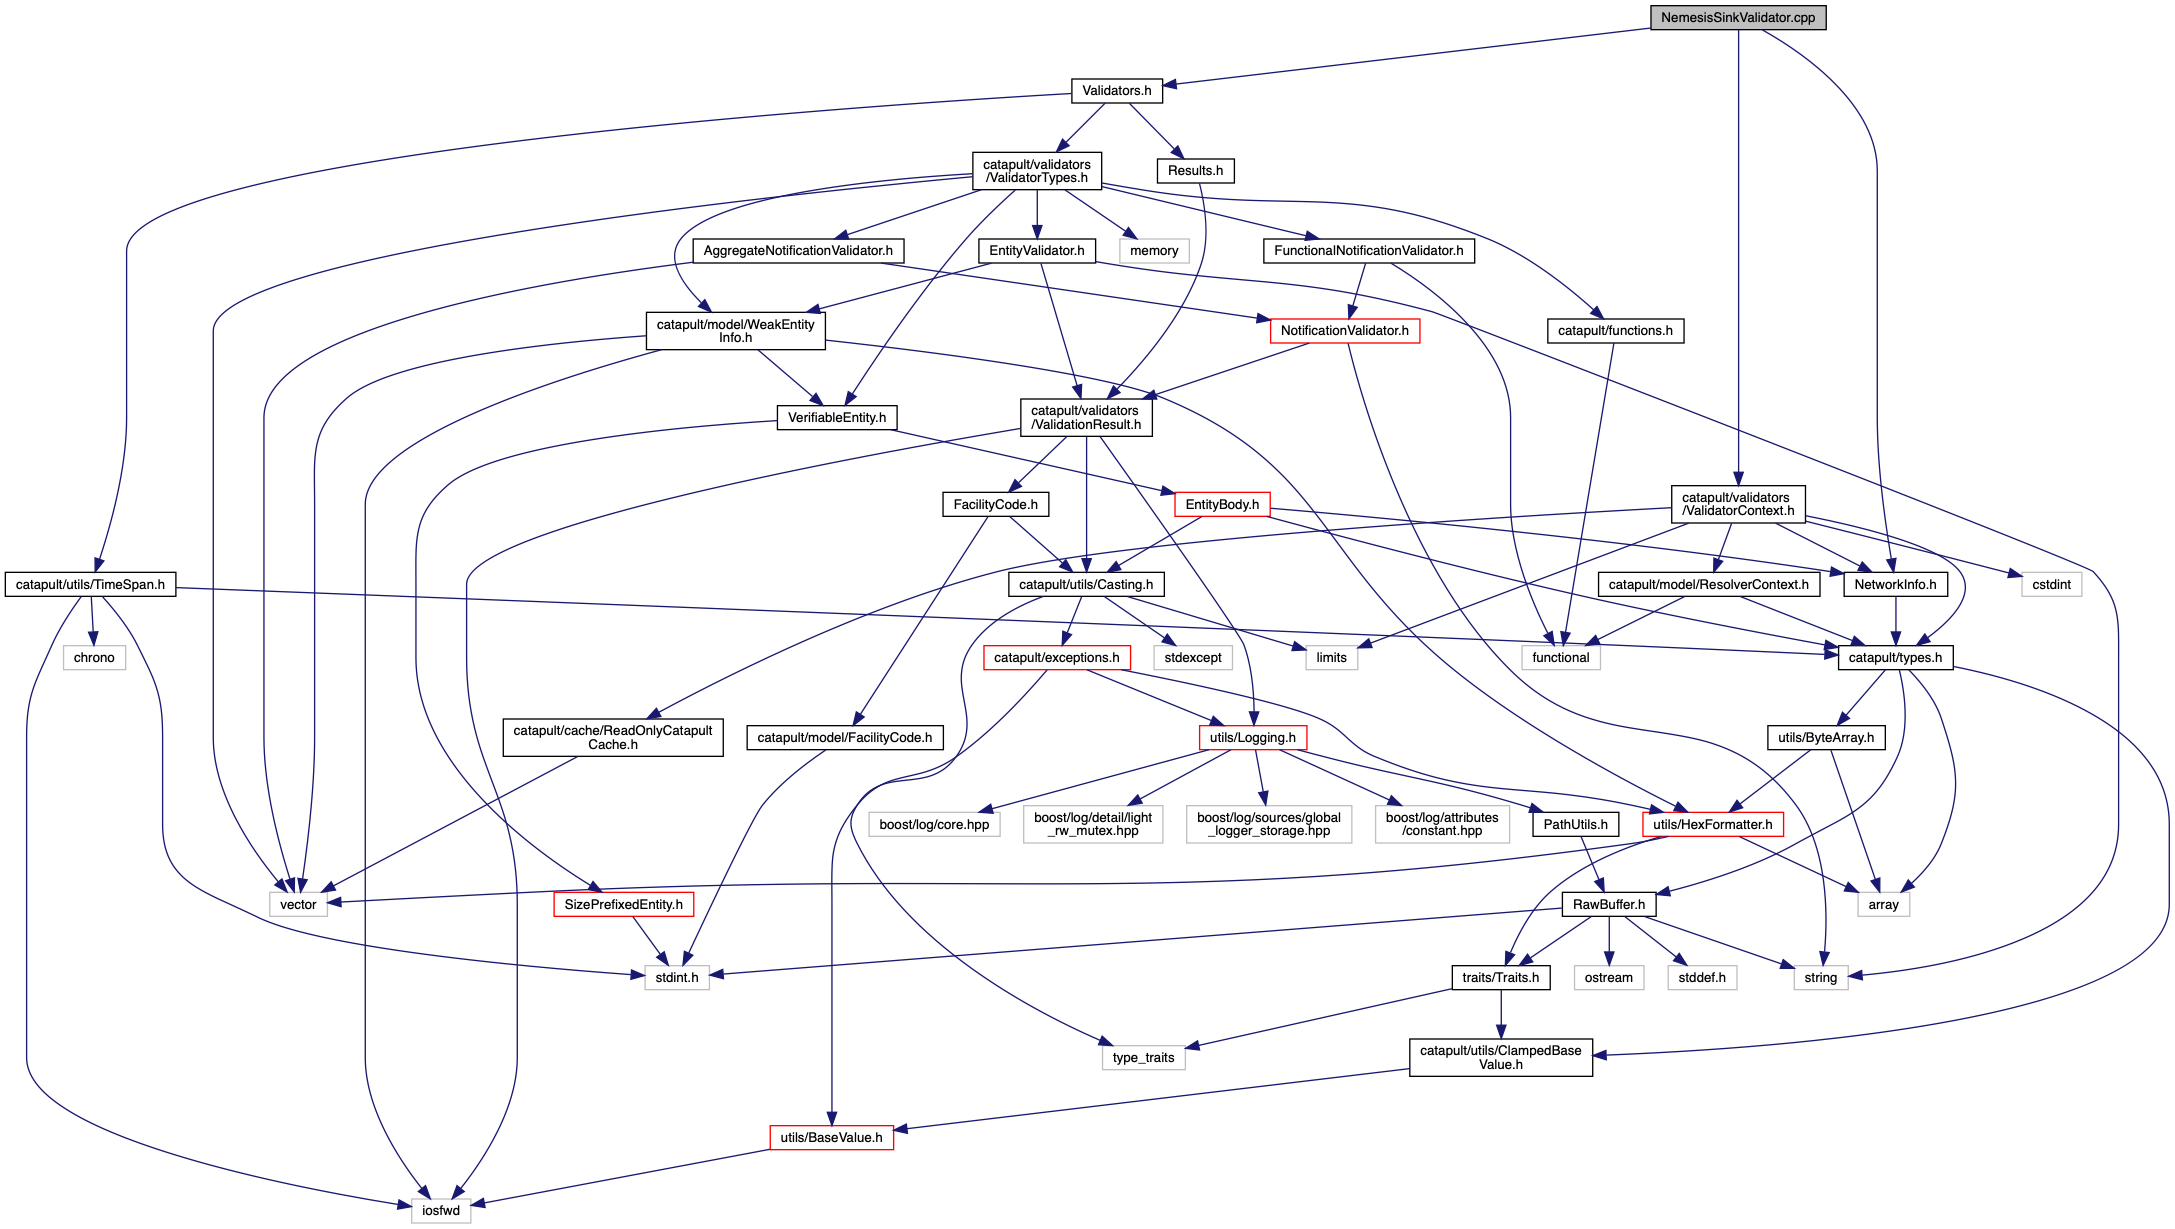 NemesisSinkValidator.cpp
Validators.h
catapult/validators
/ValidatorTypes.h
Results.h
AggregateNotificationValidator.h
EntityValidator.h
memory
FunctionalNotificationValidator.h
catapult/model/WeakEntity
Info.h
NotificationValidator.h
catapult/functions.h
VerifiableEntity.h
catapult/validators
/ValidationResult.h
FacilityCode.h
EntityBody.h
catapult/validators
/ValidatorContext.h
catapult/utils/TimeSpan.h
catapult/utils/Casting.h
catapult/model/ResolverContext.h
NetworkInfo.h
cstdint
chrono
catapult/exceptions.h
stdexcept
limits
functional
catapult/types.h
catapult/cache/ReadOnlyCatapult
Cache.h
catapult/model/FacilityCode.h
utils/Logging.h
utils/ByteArray.h
boost/log/core.hpp
boost/log/detail/light
_rw_mutex.hpp
boost/log/sources/global
_logger_storage.hpp
boost/log/attributes
/constant.hpp
PathUtils.h
utils/HexFormatter.h
vector
SizePrefixedEntity.h
RawBuffer.h
array
stdint.h
traits/Traits.h
ostream
stddef.h
string
type_traits
catapult/utils/ClampedBase
Value.h
utils/BaseValue.h
iosfwd